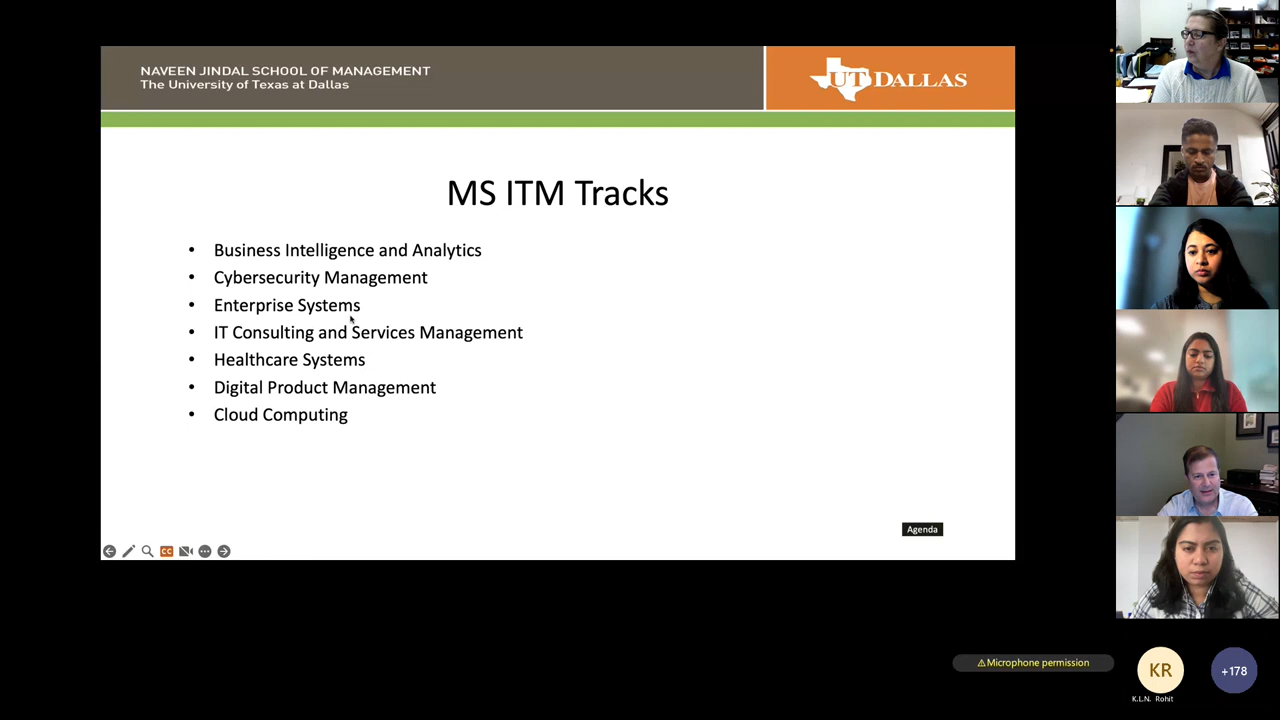 NAVEEN JINDAL SCHOOL OF MANAGEMENT
The University of Texas at Dallas
UT DALLAS
MS ITM Tracks
• Business Intelligence and Analytics
• Cybersecurity Management
• Enterprise Systems
• IT Consulting and Services Management
• Healthcare Systems
• Digital Product Management
• Cloud Computing
Agenda
CC
⚠Microphone permission
KR
+178
K.L.N. Rohit